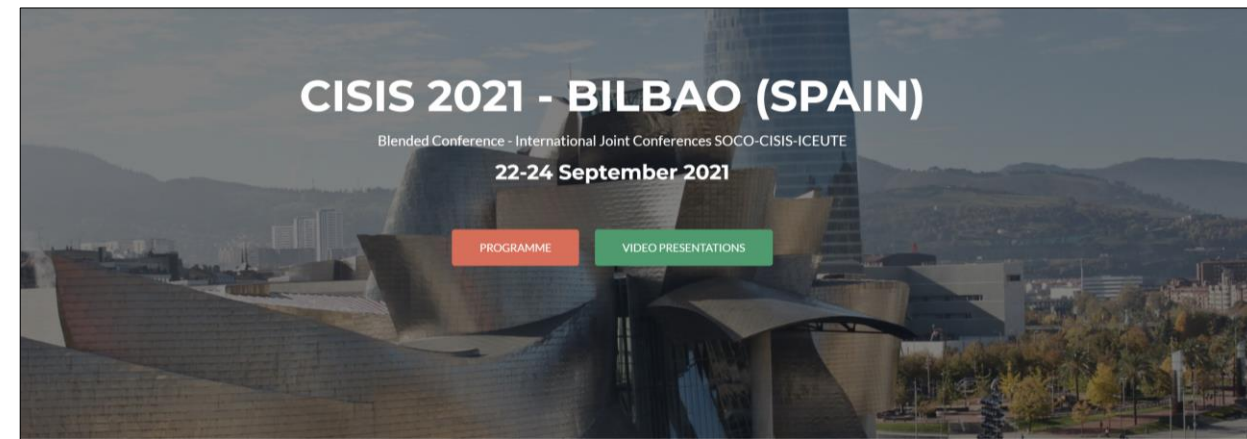 CISIS 2021 - BILBAO (SPAIN)
Blended Conference - International Joint Conferences SOCO-CISIS-ICEUTE
22-24 September 2021
PROGRAMME
VIDEO PRESENTATIONS